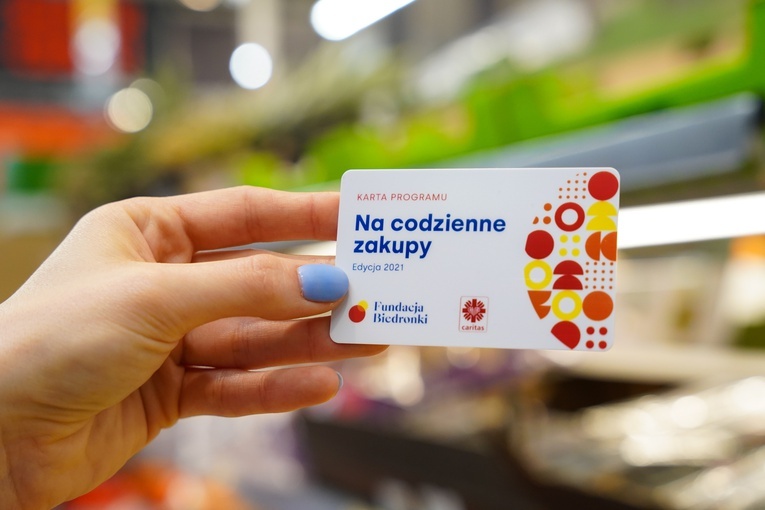 KARTA PROGRAMU
Na codzienne
zakupy
Edycja 2021
Fundacja
Biedronki
caritas